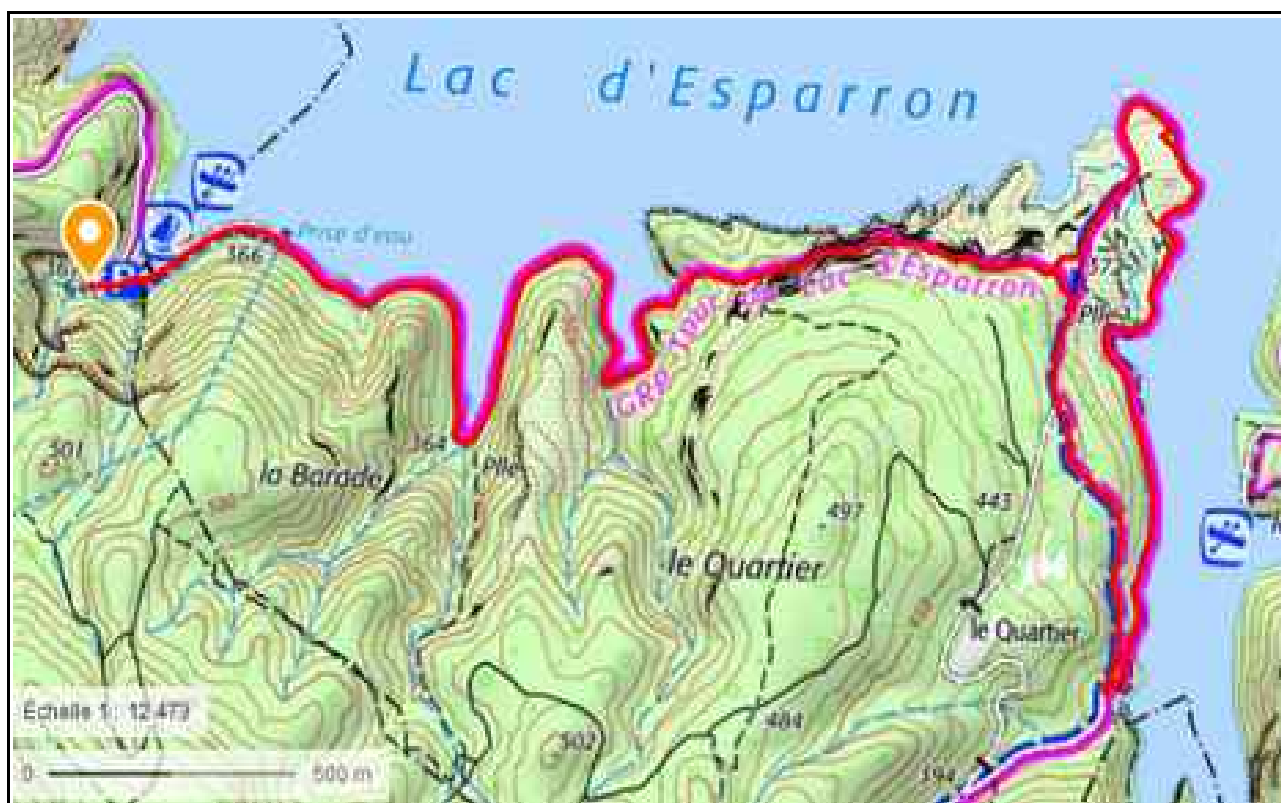 Lac d'Esparron
Prise d'eau
366
GRP Tour du Lac d'Esparron
Plle
364
Plle
501
la Barade
497
443
le Quartier
le Quartier
Échelle 1 : 12 473
484
502
394
0 500 m